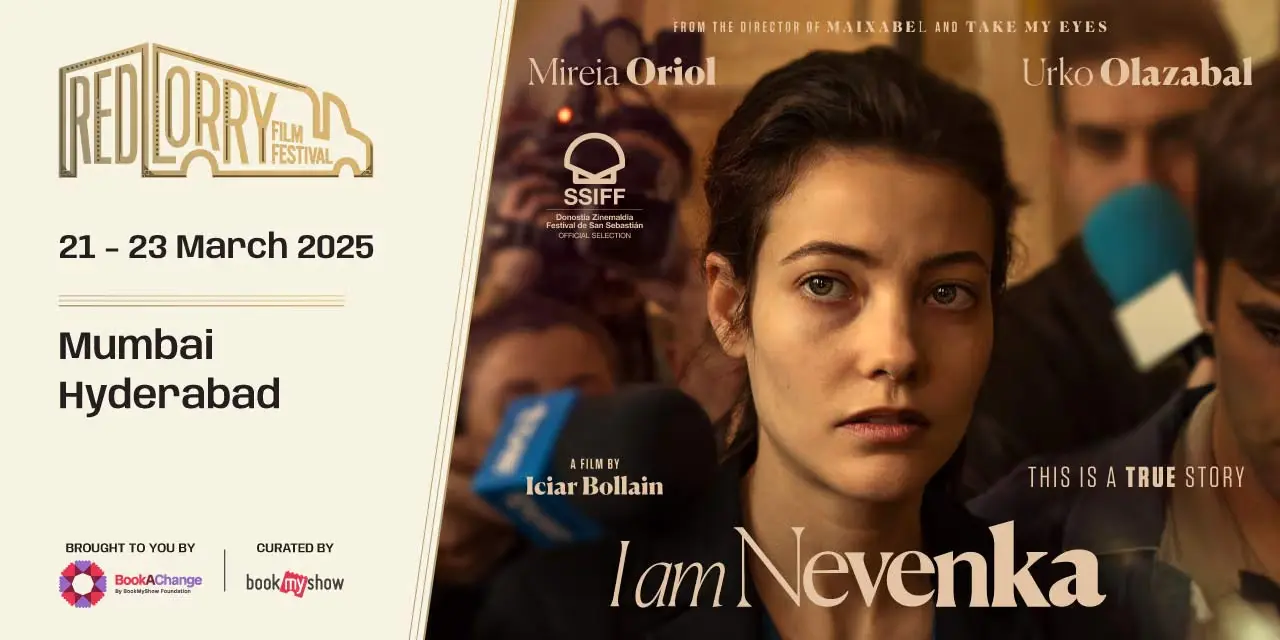 RED LORRY
FILM
FESTIVAL
21 - 23 March 2025
Mumbai
Hyderabad
BROUGHT TO YOU BY
BookAChange
By BookMyShow Foundation
CURATED BY
bookmyshow
FROM THE DIRECTOR OF MAIXABEL AND TAKE MY EYES
Mireia Oriol
Urko Olazabal
SSIFF
Donostia Zinemaldia
Festival de San Sebastián
OFFICIAL SELECTION
A FILM BY
Iciar Bollain
THIS IS A TRUE STORY
I am Nevenka